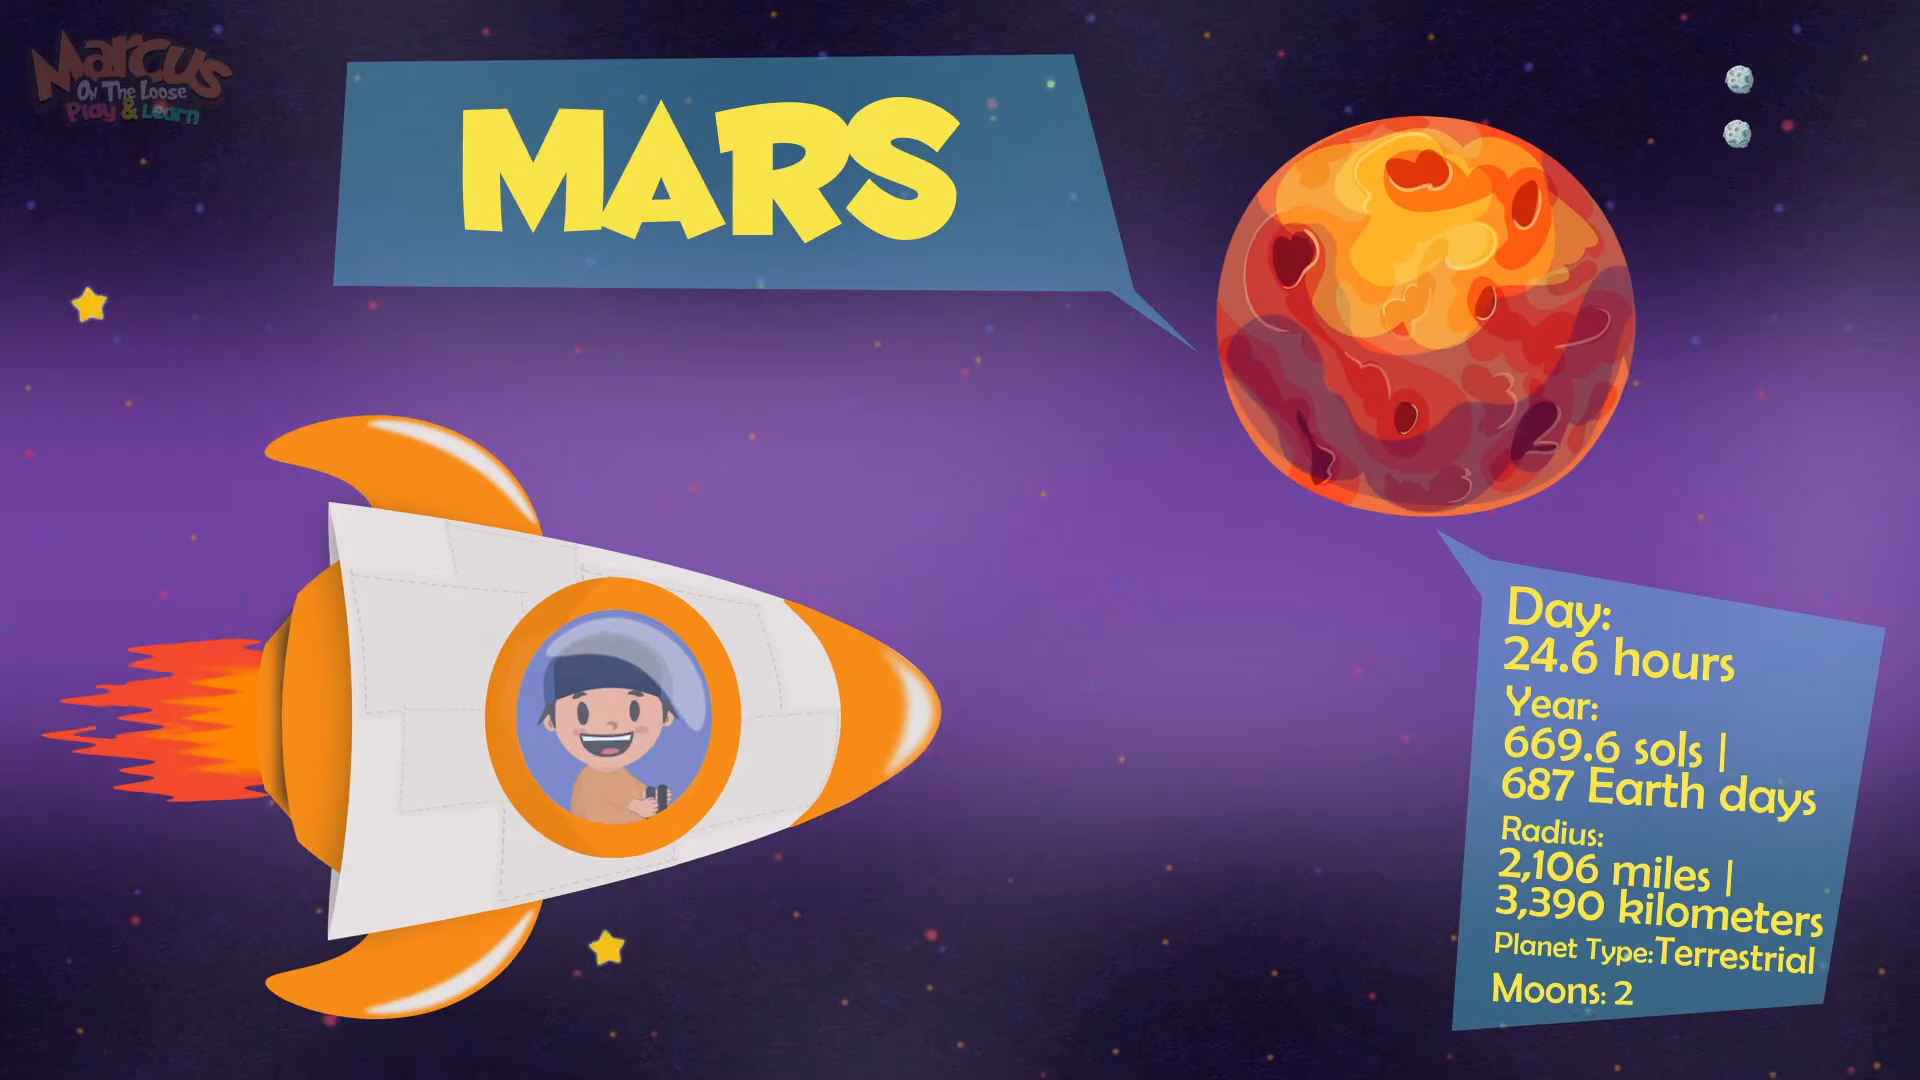 Marcus
On The Loose
Play & Learn
MARS
Day:
24.6 hours
Year:
669.6 sols |
687 Earth days
Radius:
2,106 miles |
3,390 kilometers
Planet Type:Terrestrial
Moons: 2